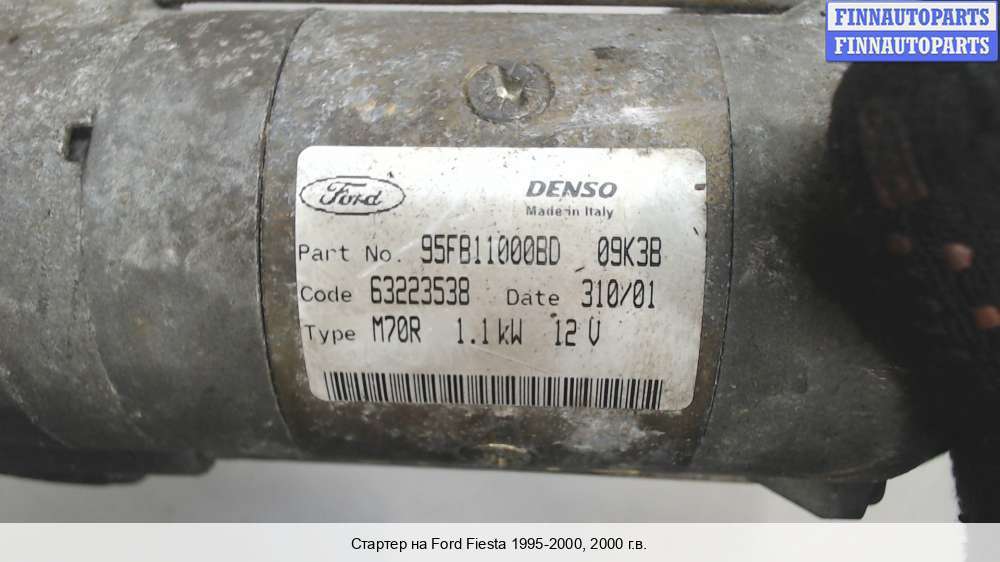 FINNAUTOPARTS
FINNAUTOPARTS
Ford DENSO
Made in Italy
Part No. 95FB11000BD 09K3B
Code 63223538 Date 310/01
Type M70R 1.1kW 12V
Стартер на Ford Fiesta 1995-2000, 2000 г.в.